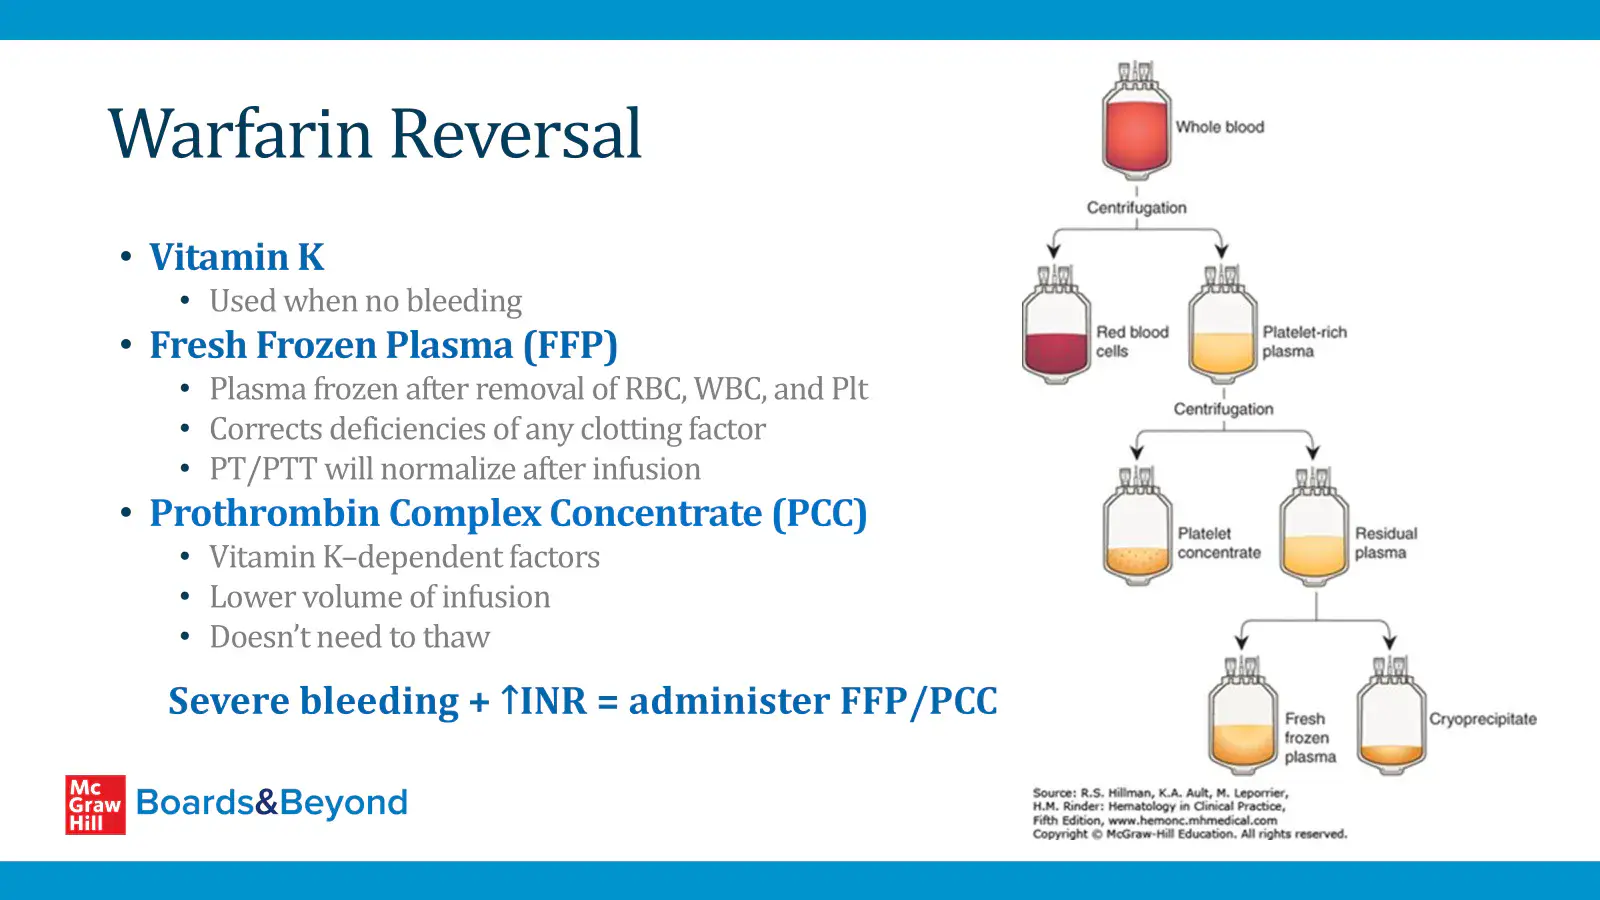 Warfarin Reversal
• Vitamin K
• Used when no bleeding
• Fresh Frozen Plasma (FFP)
• Plasma frozen after removal of RBC, WBC, and Plt
• Corrects deficiencies of any clotting factor
• PT/PTT will normalize after infusion
• Prothrombin Complex Concentrate (PCC)
• Vitamin K–dependent factors
• Lower volume of infusion
• Doesn’t need to thaw
Severe bleeding + ↑INR = administer FFP/PCC
Mc
Graw
Hill
Boards&Beyond
Whole blood
Centrifugation
Red blood
cells
Platelet-rich
plasma
Centrifugation
Platelet
concentrate
Residual
plasma
Fresh
frozen
plasma
Cryoprecipitate
Source: R.S. Hillman, K.A. Ault, M. Leporrier,
H.M. Rinder: Hematology in Clinical Practice,
Fifth Edition, www.hemonc.mhmedical.com
Copyright © McGraw-Hill Education. All rights reserved.